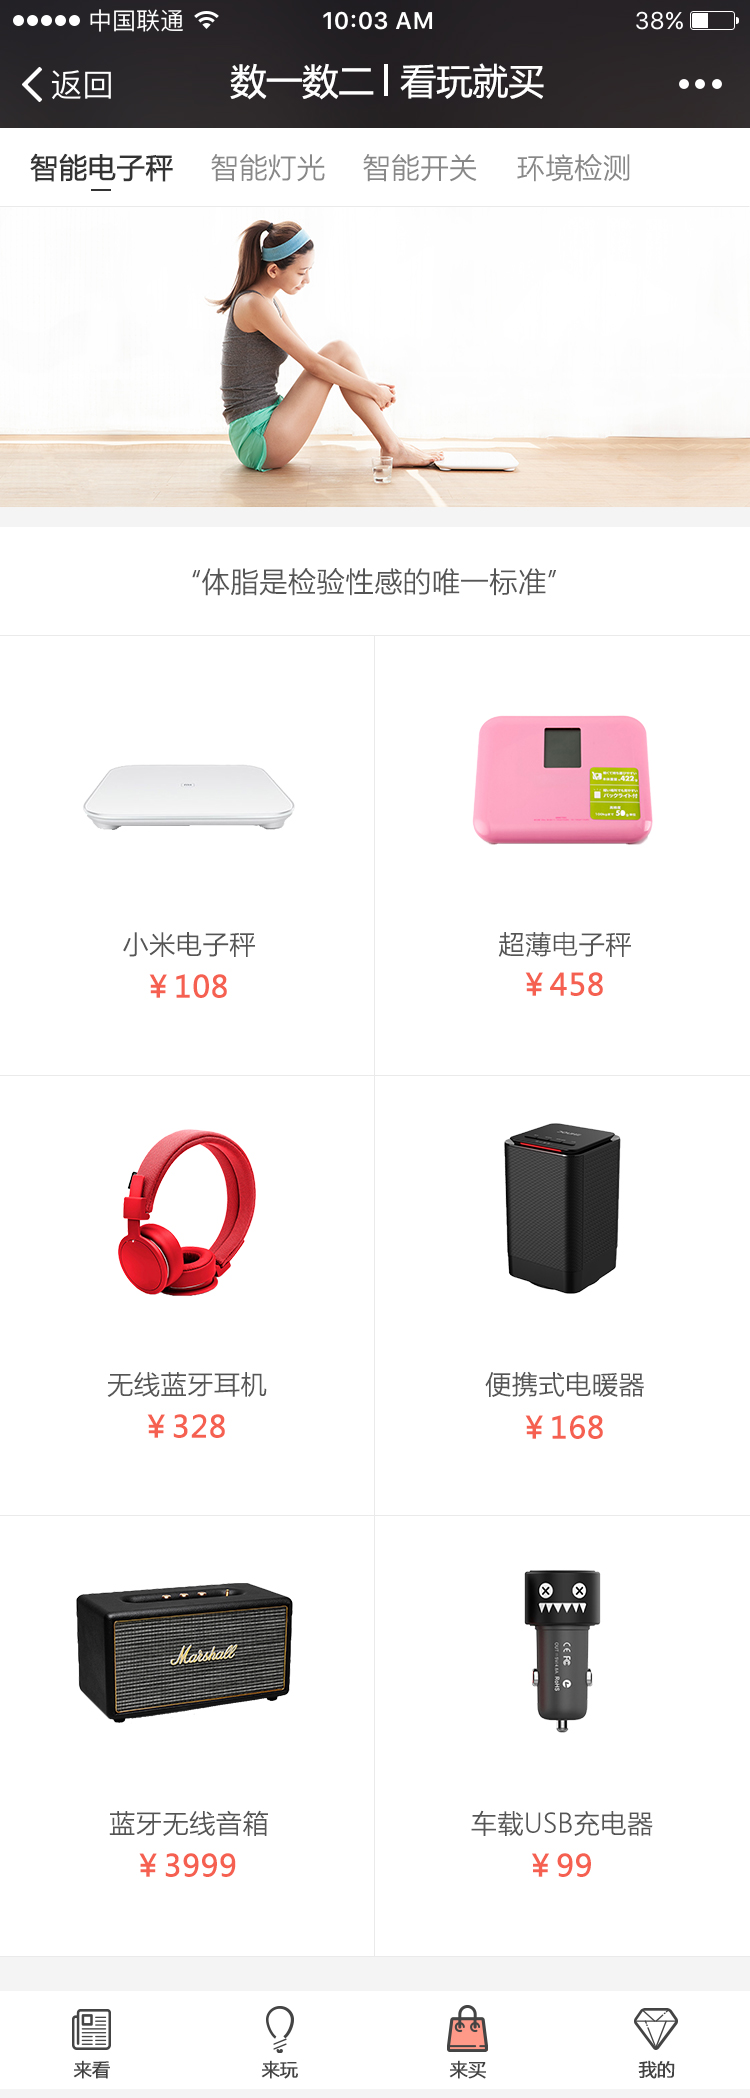 中国联通 10:03 AM 38%
返回 数一数二 | 看玩就买
智能电子秤 智能灯光 智能开关 环境检测
“体脂是检验性感的唯一标准”
小米电子秤
¥ 108
超薄电子秤
¥ 458
无线蓝牙耳机
¥ 328
便携式电暖器
¥ 168
Marshall
蓝牙无线音箱
¥ 3999
车载USB充电器
¥ 99
来看 来玩 来买 我的